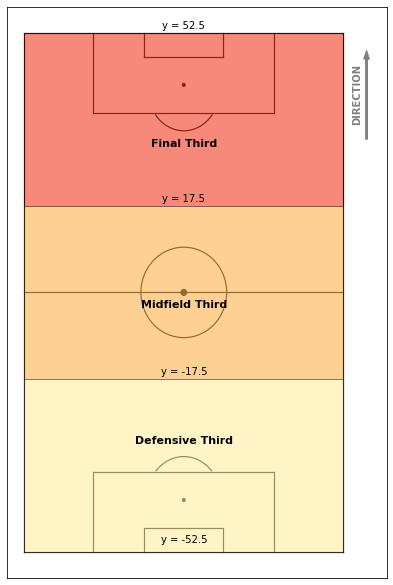 y = 52.5
DIRECTION
Final Third
y = 17.5
Midfield Third
y = -17.5
Defensive Third
y = -52.5